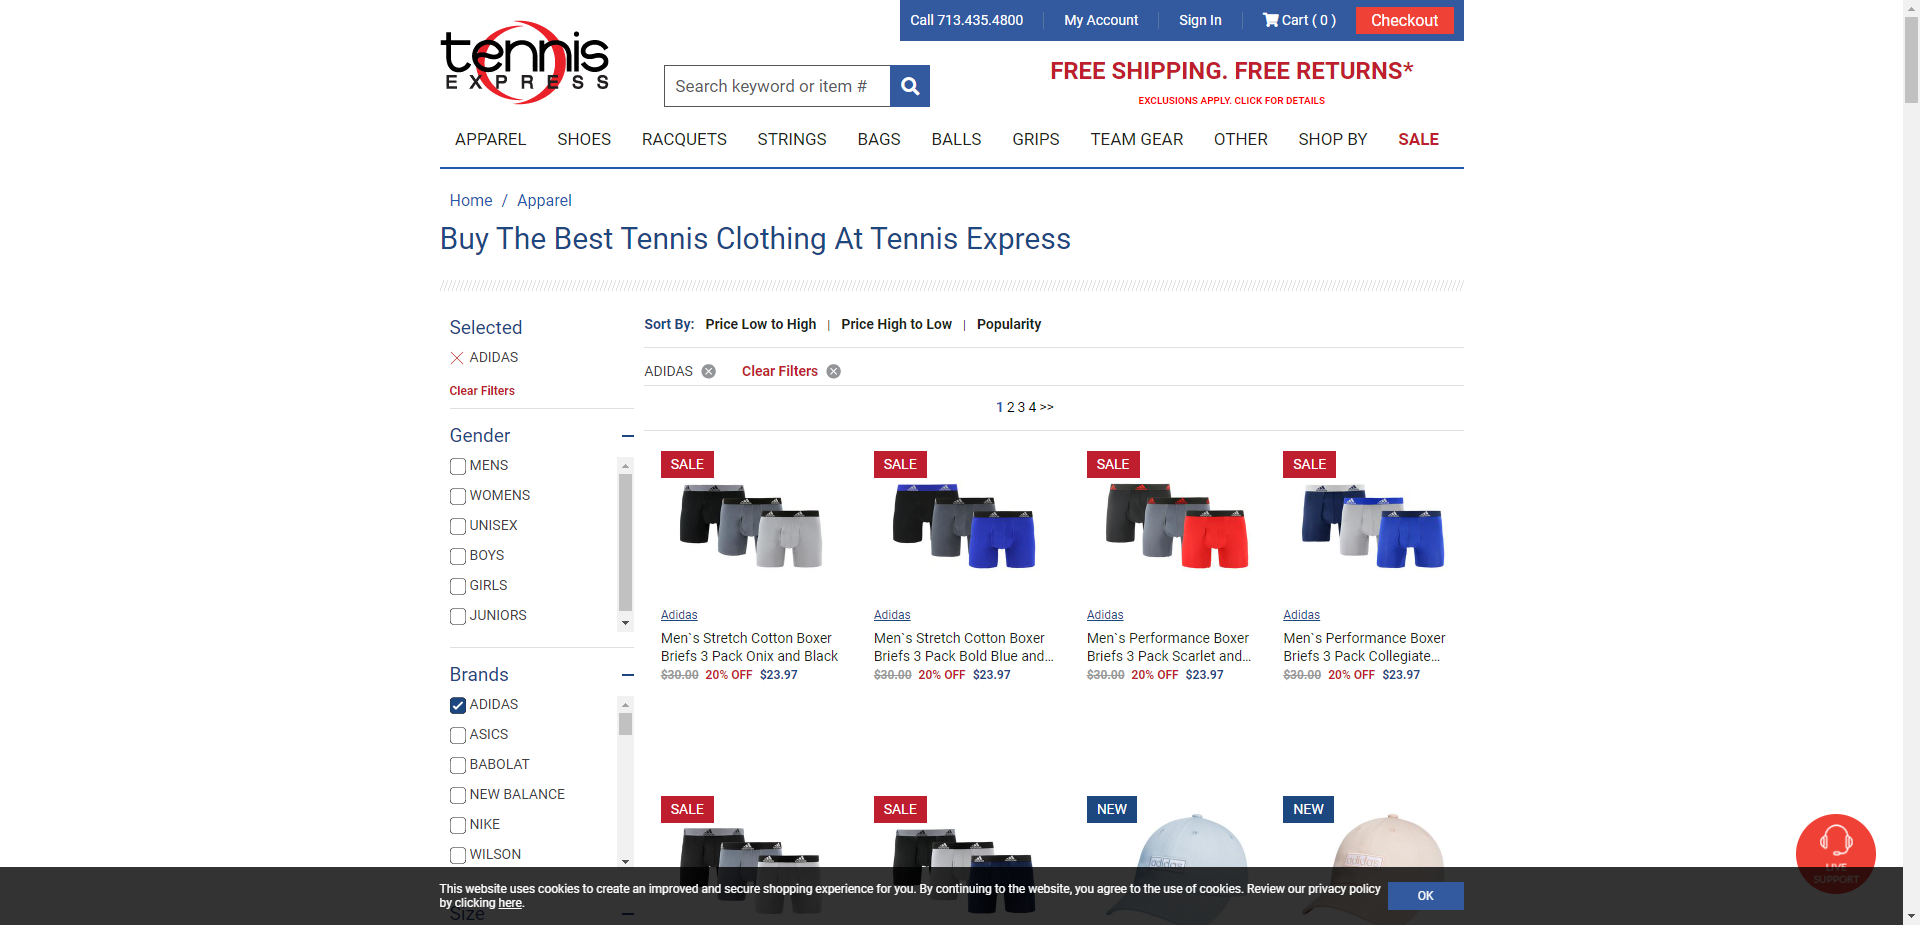 Call 713.435.4800
My Account
Sign In
Cart ( 0 )
Checkout
tennis
EXPRESS
Search keyword or item #
FREE SHIPPING. FREE RETURNS*
EXCLUSIONS APPLY. CLICK FOR DETAILS
APPAREL SHOES RACQUETS STRINGS BAGS BALLS GRIPS TEAM GEAR OTHER SHOP BY SALE
Home / Apparel
Buy The Best Tennis Clothing At Tennis Express
Selected
ADIDAS
Clear Filters
Gender
MENS
WOMENS
UNISEX
BOYS
GIRLS
JUNIORS
Brands
ADIDAS
ASICS
BABOLAT
NEW BALANCE
NIKE
WILSON
Size
Sort By: Price Low to High | Price High to Low | Popularity
ADIDAS Clear Filters
1 2 3 4 >>
SALE
Adidas
Men`s Stretch Cotton Boxer
Briefs 3 Pack Onix and Black
$30.00 20% OFF $23.97
SALE
Adidas
Men`s Stretch Cotton Boxer
Briefs 3 Pack Bold Blue and...
$30.00 20% OFF $23.97
SALE
Adidas
Men`s Performance Boxer
Briefs 3 Pack Scarlet and...
$30.00 20% OFF $23.97
SALE
Adidas
Men`s Performance Boxer
Briefs 3 Pack Collegiate...
$30.00 20% OFF $23.97
SALE
SALE
NEW
adidas
NEW
adidas
LIVE
SUPPORT
This website uses cookies to create an improved and secure shopping experience for you. By continuing to the website, you agree to the use of cookies. Review our privacy policy
by clicking here.
OK